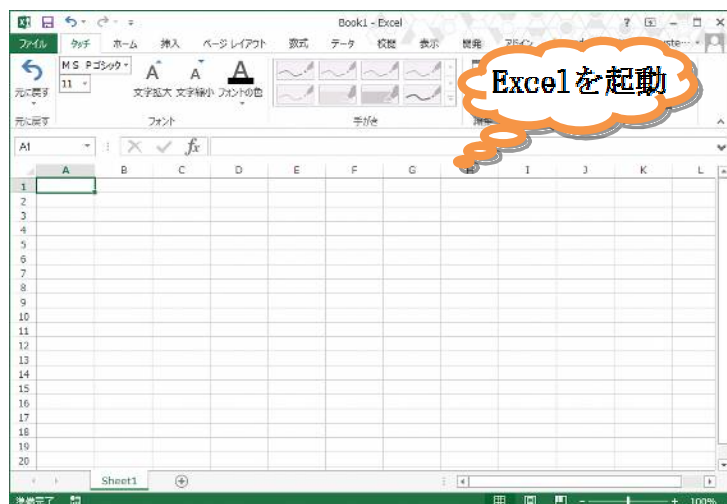 Book1 - Excel
ファイル タッチ ホーム 挿入 ページ レイアウト 数式 データ 校閲 表示 開発
MS Pゴシック
11
元に戻す
文字拡大 文字縮小 フォントの色
元に戻す フォント 手がき
Excelを起動
A1
fx
A B C D E F G H I J K L
1
2
3
4
5
6
7
8
9
10
11
12
13
14
15
16
17
18
19
20
Sheet1
準備完了 100%